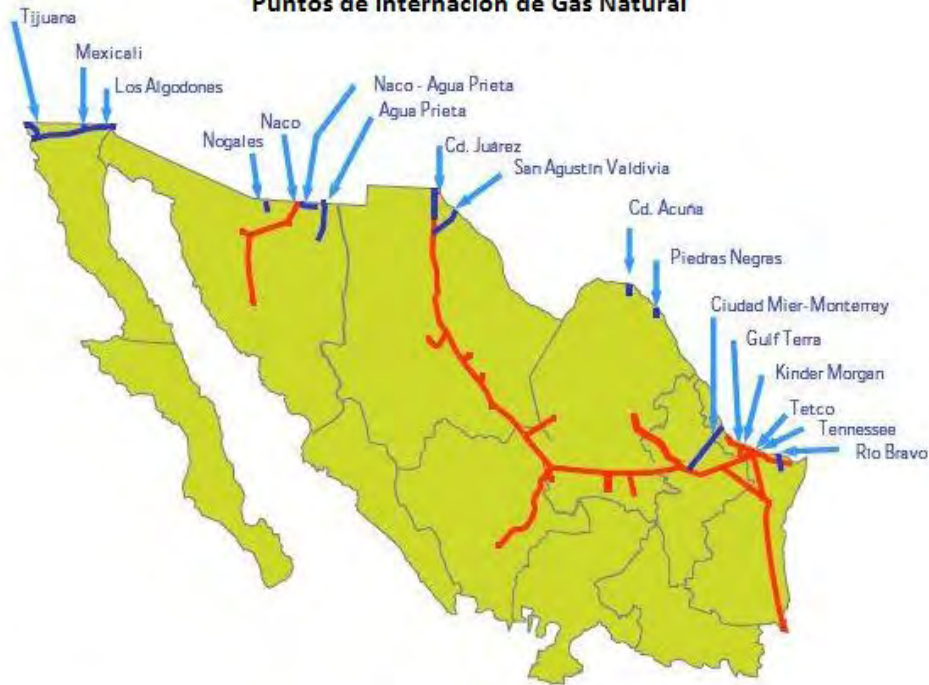 Puntos de Internación de Gas Natural
Tijuana
Mexicali
Los Algodones
Nogales
Naco
Naco - Agua Prieta
Agua Prieta
Cd. Juárez
San Agustín Valdivia
Cd. Acuña
Piedras Negras
Ciudad Mier-Monterrey
Gulf Terra
Kinder Morgan
Tetco
Tennessee
Río Bravo